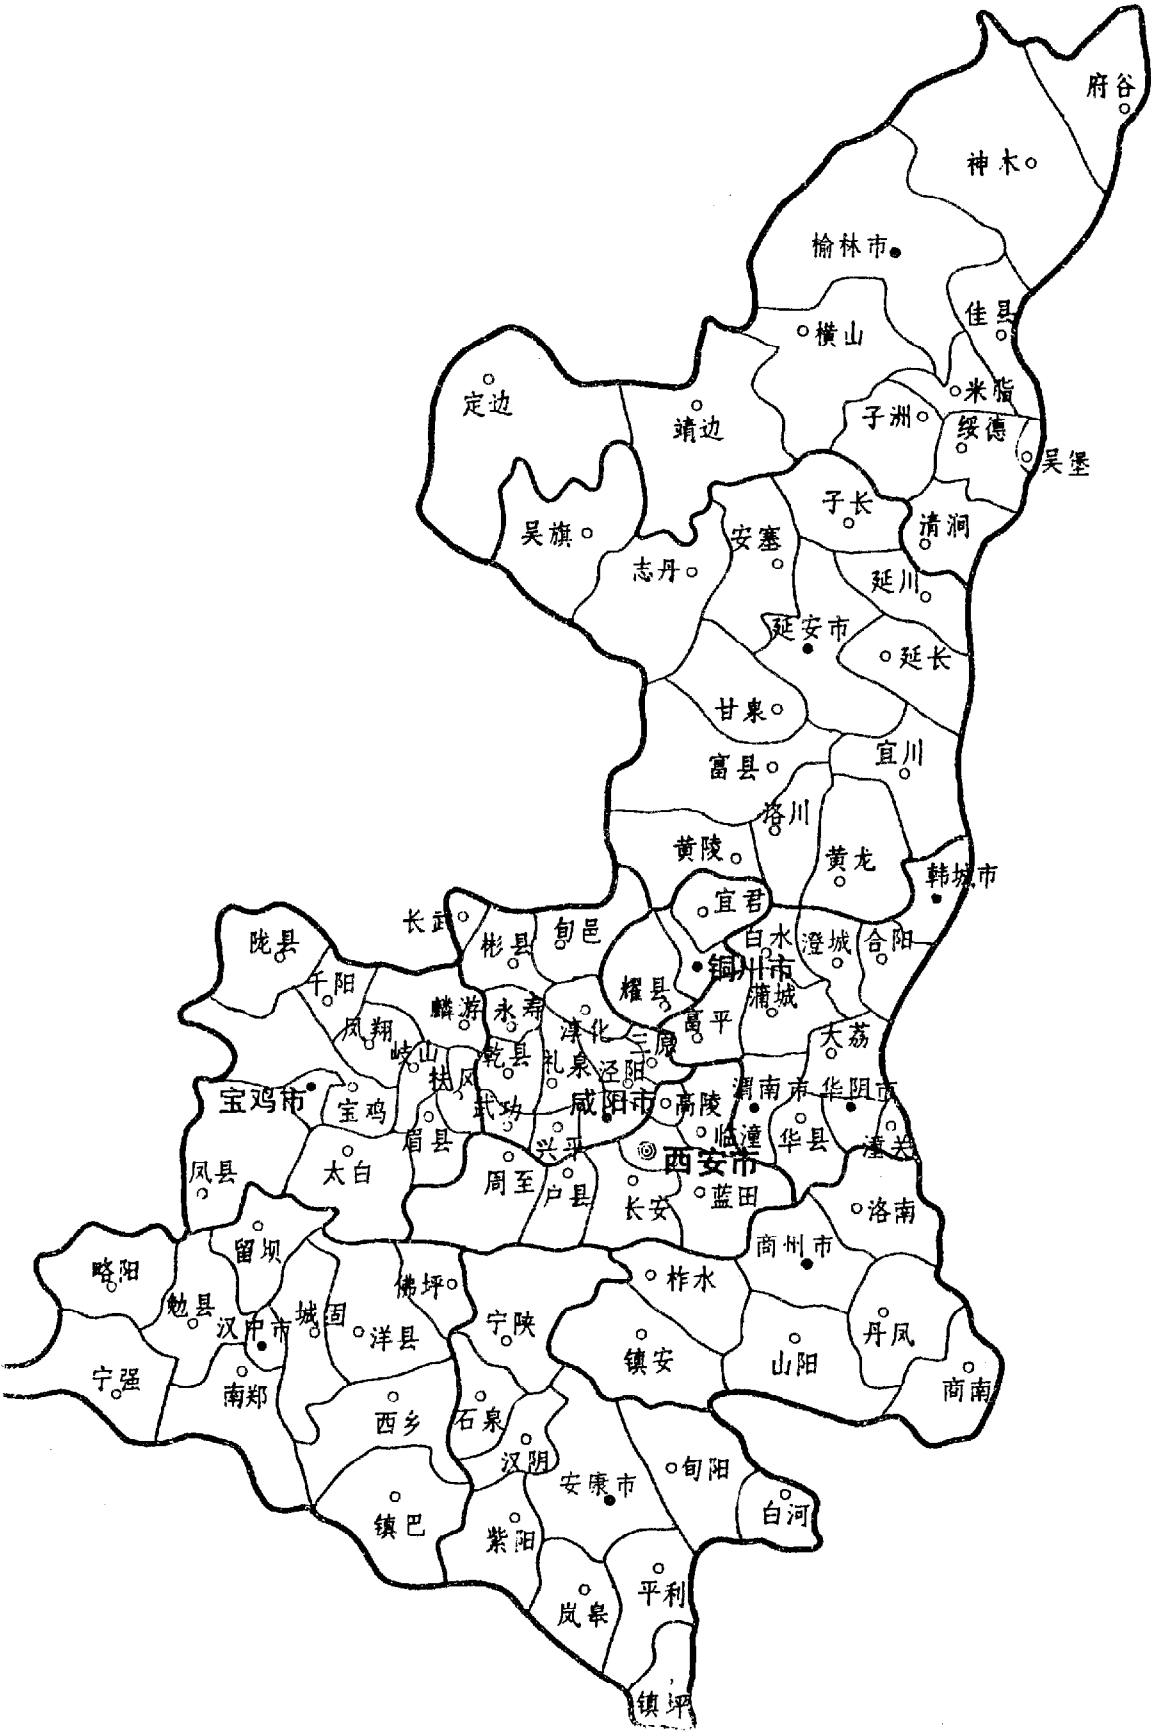 府谷
神木
榆林市
佳县
横山
米脂
定边
靖边
子洲
绥德
吴堡
子长
吴旗
安塞
清涧
志丹
延川
延安市
延长
甘泉
宜川
富县
洛川
黄陵
黄龙
韩城市
宜君
长武
彬县
旬邑
陇县
白水
澄城
合阳
铜川市
千阳
耀县
蒲城
麟游
永寿
凤翔
淳化
富平
大荔
三原
岐山
乾县
礼泉
泾阳
扶风
宝鸡市
宝鸡
武功
咸阳市
高陵
渭南市
华阴市
眉县
兴平
临潼
华县
潼关
西安市
凤县
太白
周至
户县
长安
蓝田
洛南
留坝
商州市
略阳
佛坪
柞水
勉县
汉中市
城固
洋县
宁陕
镇安
山阳
丹凤
宁强
南郑
西乡
石泉
商南
汉阴
安康市
旬阳
镇巴
紫阳
白河
岚皋
平利
镇坪